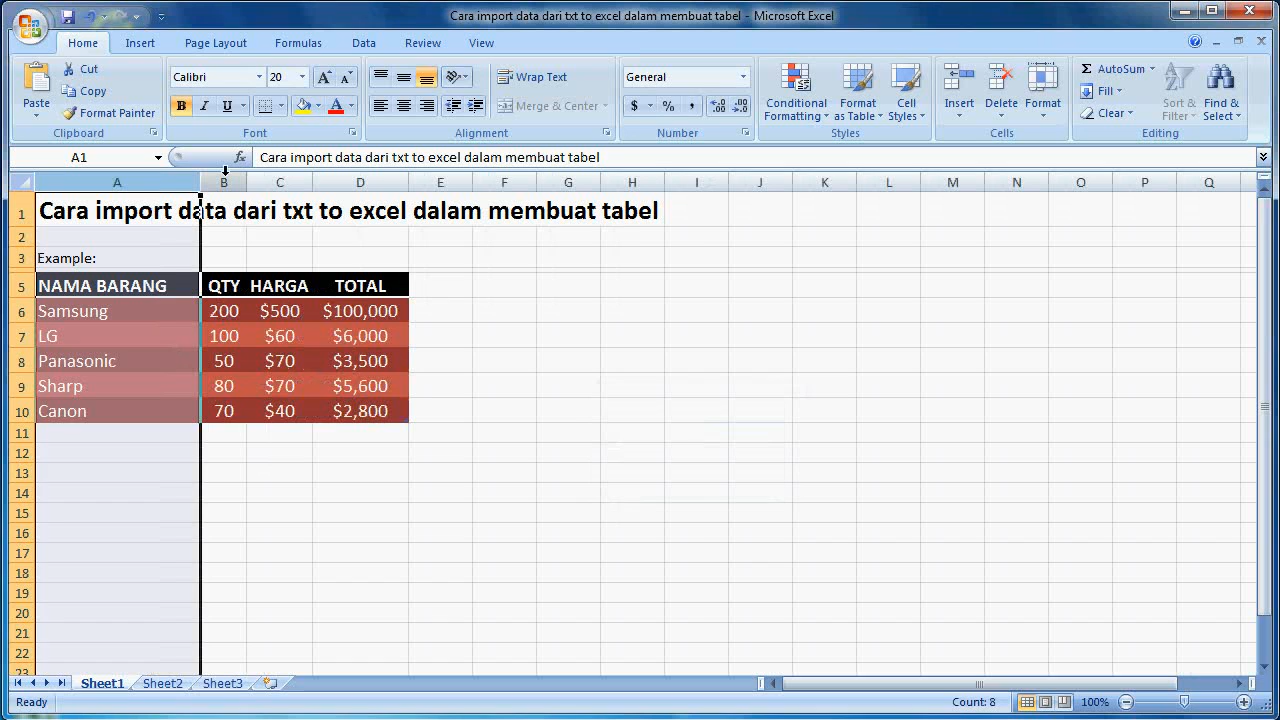 Cara import data dari txt to excel dalam membuat tabel - Microsoft Excel
Home Insert Page Layout Formulas Data Review View
Paste
Cut
Copy
Format Painter
Clipboard
Calibri 20 A A
B I U A
Font
Wrap Text
Merge & Center
Alignment
General
$ % , .0 .00 .00 .0
Number
Conditional Formatting
Format as Table
Cell Styles
Styles
Insert Delete Format
Cells
Σ AutoSum
Fill
Clear
Sort & Filter
Find & Select
Editing
A1 fx Cara import data dari txt to excel dalam membuat tabel
A B C D E F G H I J K L M N O P Q
1 Cara import data dari txt to excel dalam membuat tabel
2
3 Example:
5 NAMA BARANG QTY HARGA TOTAL
6 Samsung 200 $500 $100,000
7 LG 100 $60 $6,000
8 Panasonic 50 $70 $3,500
9 Sharp 80 $70 $5,600
10 Canon 70 $40 $2,800
11
12
13
14
15
16
17
18
19
20
21
22
23
Sheet1 Sheet2 Sheet3
Ready Count: 8 100%